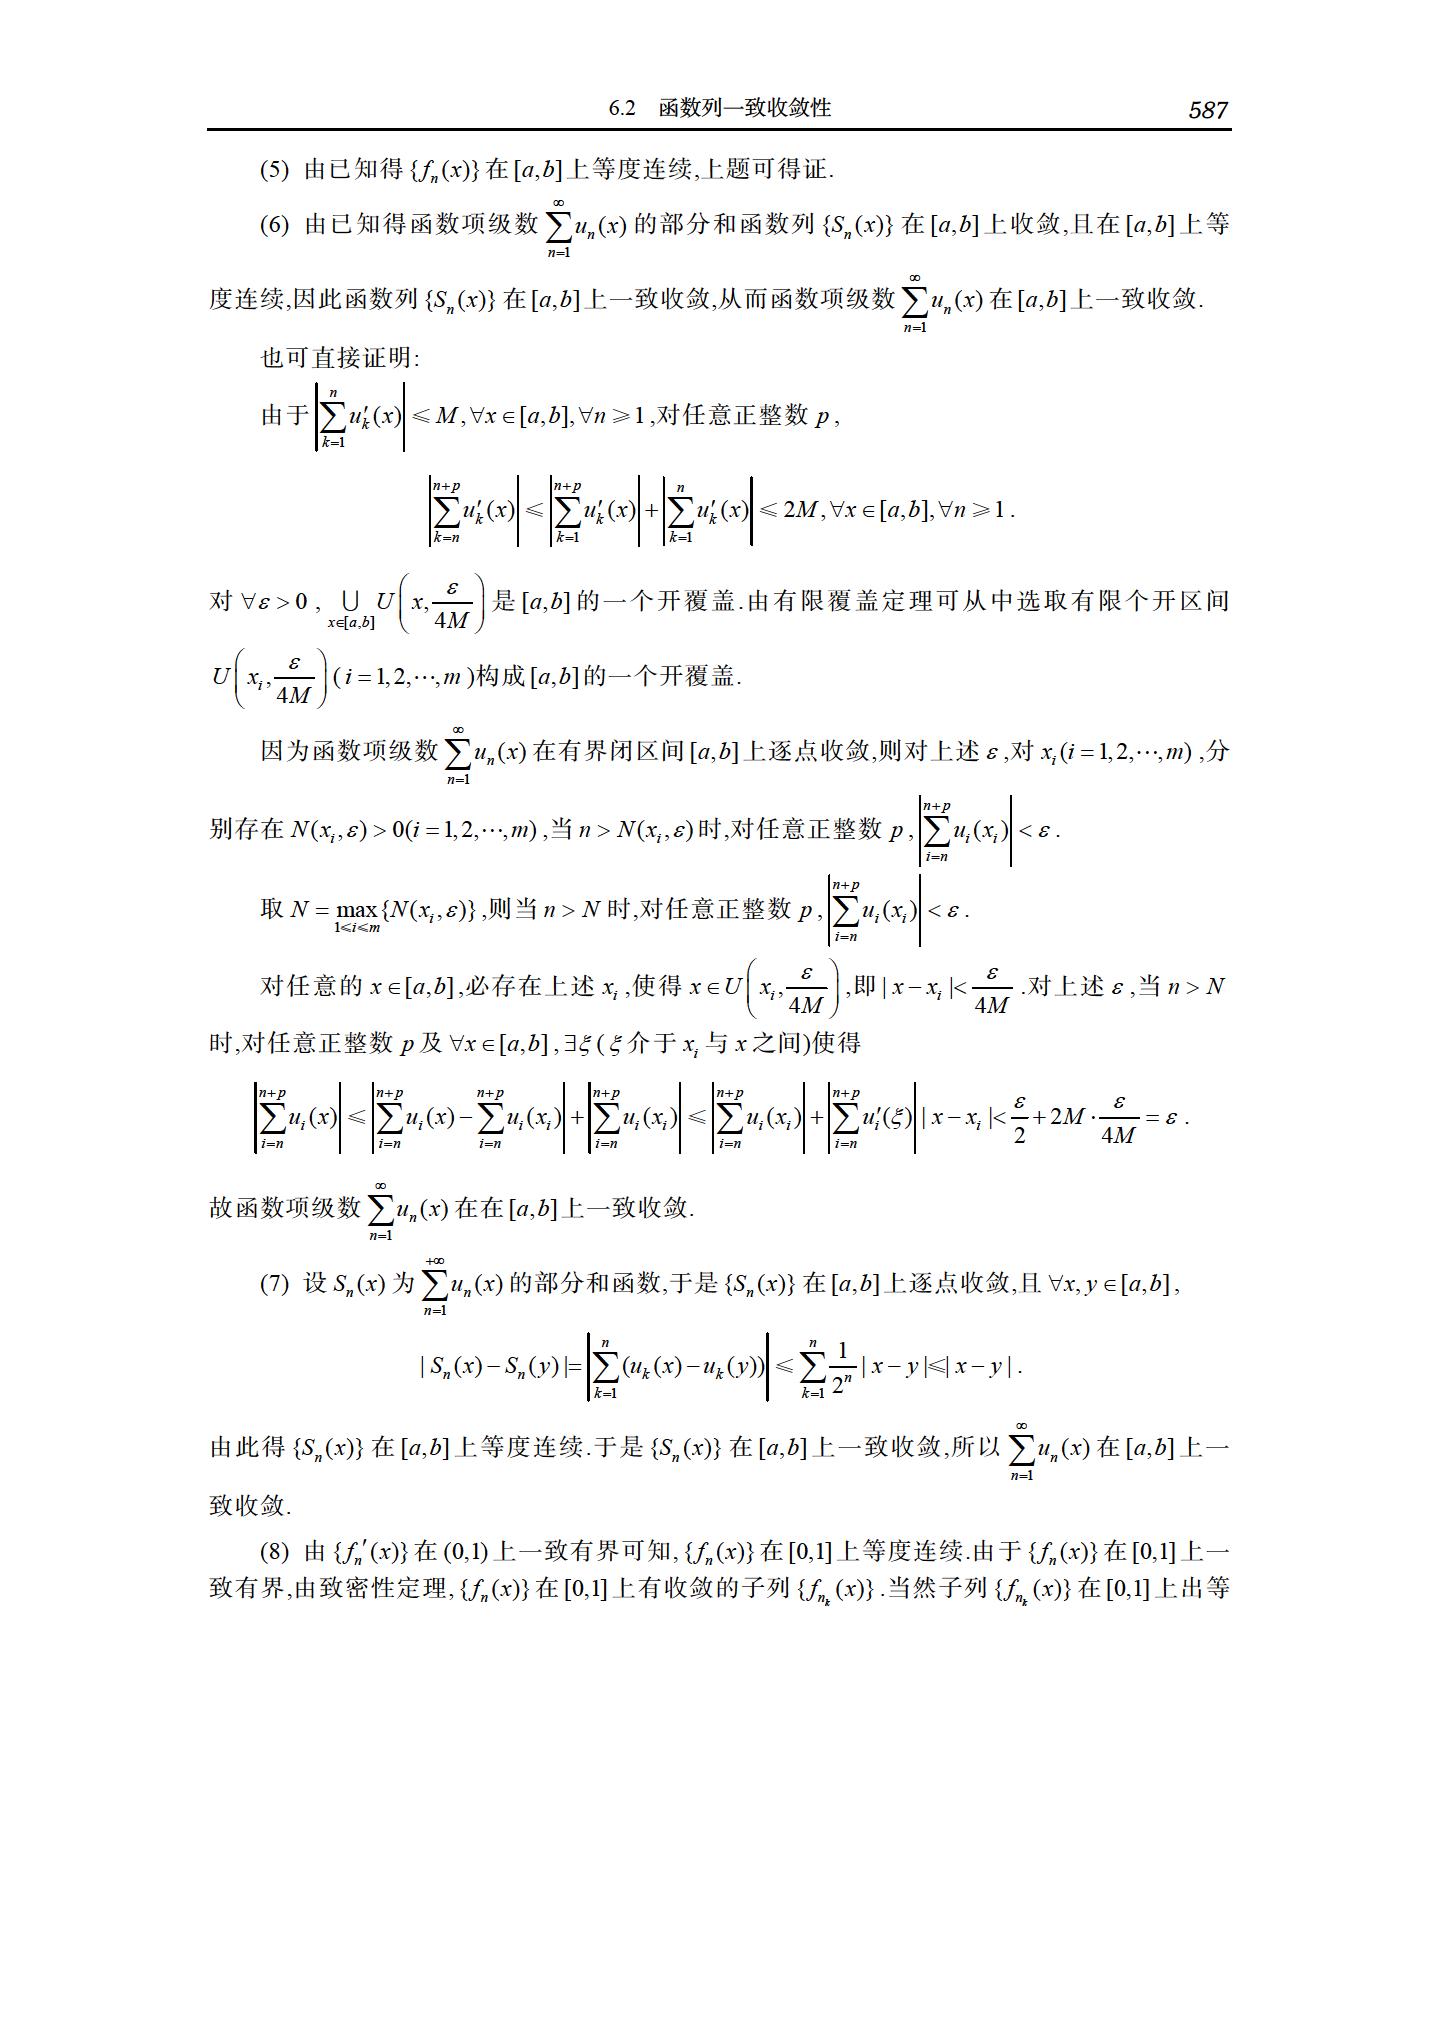 6.2 函数列一致收敛性 587
(5) 由已知得 $\{f_n(x)\}$ 在 $[a,b]$ 上等度连续,上题可得证.
(6) 由已知得函数项级数 $\sum_{n=1}^{\infty}u_n(x)$ 的部分和函数列 $\{S_n(x)\}$ 在 $[a,b]$ 上收敛,且在 $[a,b]$ 上等
度连续,因此函数列 $\{S_n(x)\}$ 在 $[a,b]$ 上一致收敛,从而函数项级数 $\sum_{n=1}^{\infty}u_n(x)$ 在 $[a,b]$ 上一致收敛.
也可直接证明:
由于 $\left|\sum_{k=1}^{n}u_k'(x)\right|\leqslant M,\forall x\in[a,b],\forall n\geqslant 1$ ,对任意正整数 $p$ ,
$\left|\sum_{k=n}^{n+p}u_k'(x)\right|\leqslant\left|\sum_{k=1}^{n+p}u_k'(x)\right|+\left|\sum_{k=1}^{n}u_k'(x)\right|\leqslant 2M,\forall x\in[a,b],\forall n\geqslant 1$ .
对 $\forall\varepsilon>0$ , $\bigcup_{x\in[a,b]}U\left(x,\frac{\varepsilon}{4M}\right)$ 是 $[a,b]$ 的一个开覆盖.由有限覆盖定理可从中选取有限个开区间
$U\left(x_i,\frac{\varepsilon}{4M}\right)$ ( $i=1,2,\cdots,m$ )构成 $[a,b]$ 的一个开覆盖.
因为函数项级数 $\sum_{n=1}^{\infty}u_n(x)$ 在有界闭区间 $[a,b]$ 上逐点收敛,则对上述 $\varepsilon$ ,对 $x_i(i=1,2,\cdots,m)$ ,分
别存在 $N(x_i,\varepsilon)>0(i=1,2,\cdots,m)$ ,当 $n>N(x_i,\varepsilon)$ 时,对任意正整数 $p$ , $\left|\sum_{i=n}^{n+p}u_i(x_i)\right|<\varepsilon$ .
取 $N=\max_{1\leqslant i\leqslant m}\{N(x_i,\varepsilon)\}$ ,则当 $n>N$ 时,对任意正整数 $p$ , $\left|\sum_{i=n}^{n+p}u_i(x_i)\right|<\varepsilon$ .
对任意的 $x\in[a,b]$ ,必存在上述 $x_i$ ,使得 $x\in U\left(x_i,\frac{\varepsilon}{4M}\right)$ ,即 $|x-x_i|<\frac{\varepsilon}{4M}$ .对上述 $\varepsilon$ ,当 $n>N$
时,对任意正整数 $p$ 及 $\forall x\in[a,b]$ , $\exists\xi$ ( $\xi$ 介于 $x_i$ 与 $x$ 之间)使得
$\left|\sum_{i=n}^{n+p}u_i(x)\right|\leqslant\left|\sum_{i=n}^{n+p}u_i(x)-\sum_{i=n}^{n+p}u_i(x_i)\right|+\left|\sum_{i=n}^{n+p}u_i(x_i)\right|\leqslant\left|\sum_{i=n}^{n+p}u_i(x_i)\right|+\left|\sum_{i=n}^{n+p}u_i'(\xi)\right||x-x_i|<\frac{\varepsilon}{2}+2M\cdot\frac{\varepsilon}{4M}=\varepsilon$ .
故函数项级数 $\sum_{n=1}^{\infty}u_n(x)$ 在在 $[a,b]$ 上一致收敛.
(7) 设 $S_n(x)$ 为 $\sum_{n=1}^{+\infty}u_n(x)$ 的部分和函数,于是 $\{S_n(x)\}$ 在 $[a,b]$ 上逐点收敛,且 $\forall x,y\in[a,b]$ ,
$|S_n(x)-S_n(y)|=\left|\sum_{k=1}^{n}(u_k(x)-u_k(y))\right|\leqslant\sum_{k=1}^{n}\frac{1}{2^n}|x-y|\leqslant|x-y|$ .
由此得 $\{S_n(x)\}$ 在 $[a,b]$ 上等度连续.于是 $\{S_n(x)\}$ 在 $[a,b]$ 上一致收敛,所以 $\sum_{n=1}^{\infty}u_n(x)$ 在 $[a,b]$ 上一
致收敛.
(8) 由 $\{f_n'(x)\}$ 在 $(0,1)$ 上一致有界可知, $\{f_n(x)\}$ 在 $[0,1]$ 上等度连续.由于 $\{f_n(x)\}$ 在 $[0,1]$ 上一
致有界,由致密性定理, $\{f_n(x)\}$ 在 $[0,1]$ 上有收敛的子列 $\{f_{n_k}(x)\}$ .当然子列 $\{f_{n_k}(x)\}$ 在 $[0,1]$ 上出等